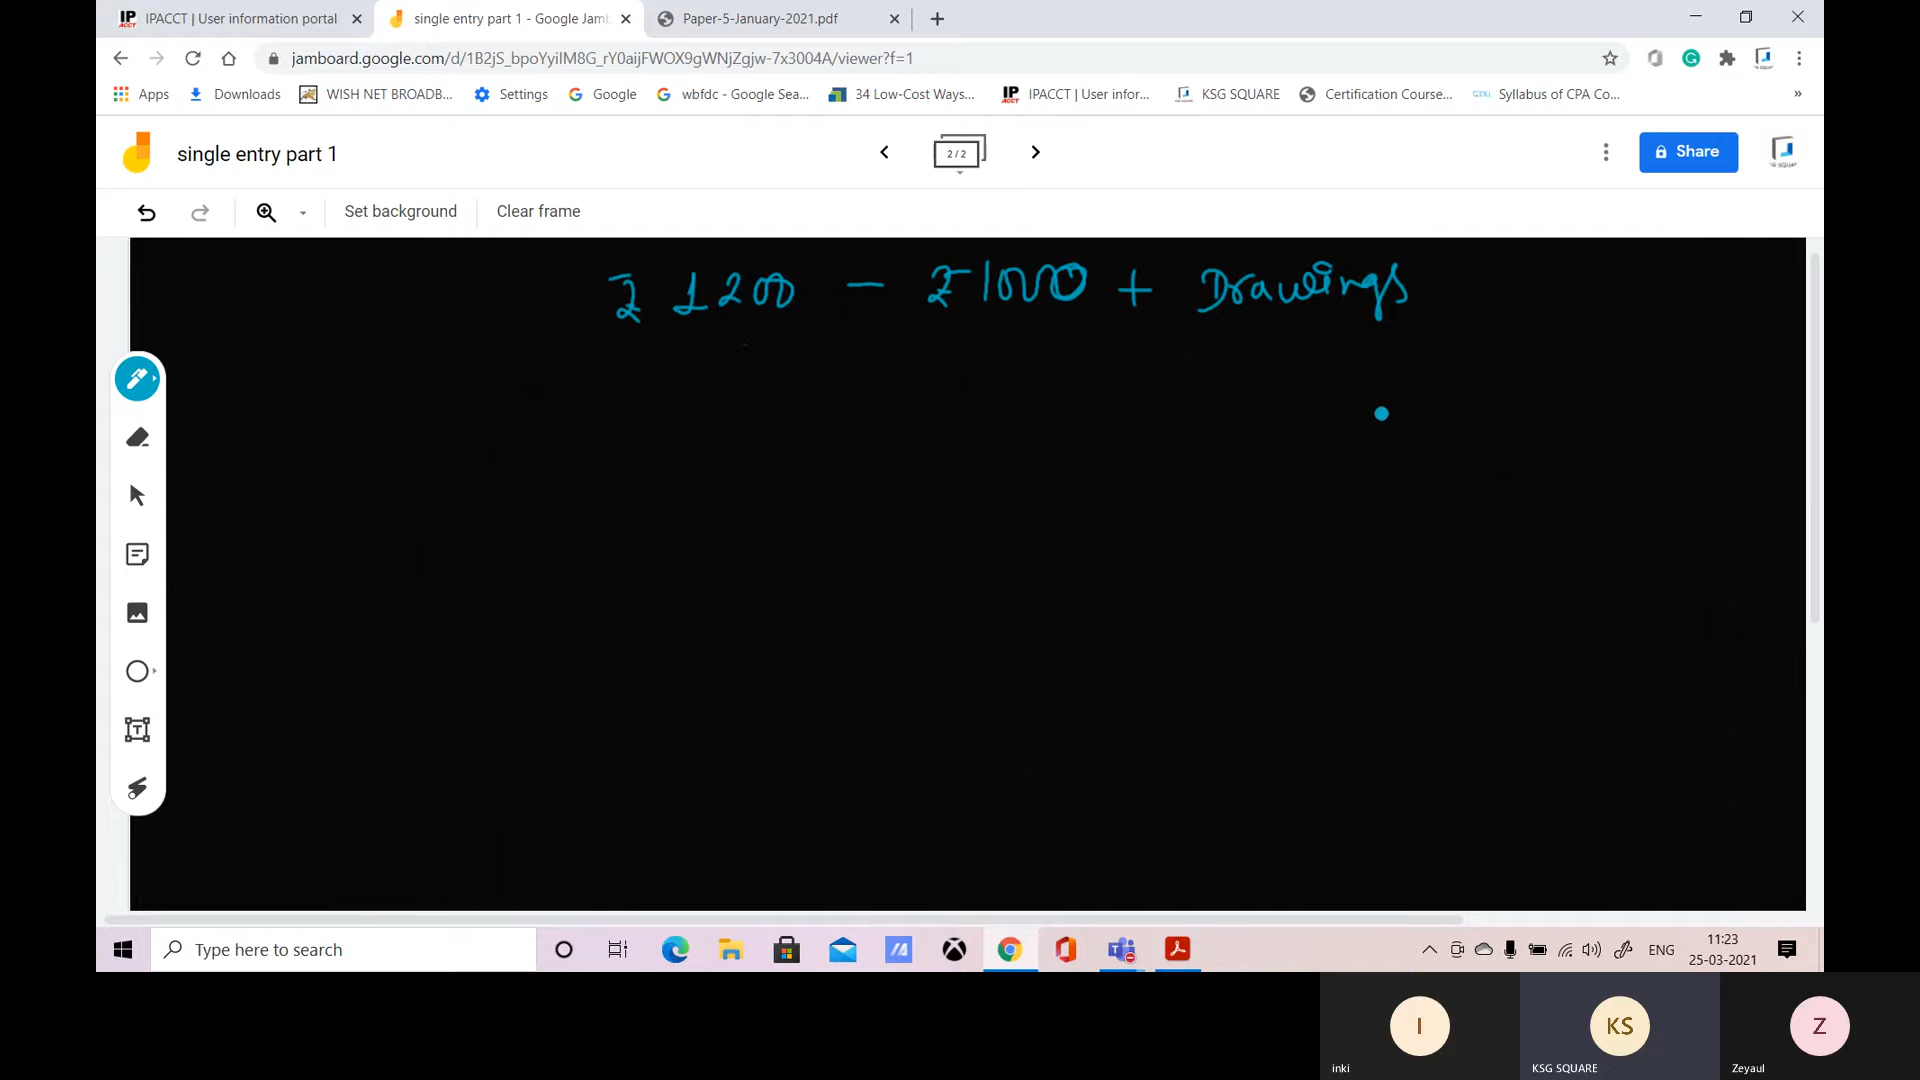 IPACCT | User information portal
single entry part 1 - Google Jamb
Paper-5-January-2021.pdf
jamboard.google.com/d/1B2jS_bpoYyilM8G_rY0aijFWOX9gWNjZgjw-7x3004A/viewer?f=1
Apps Downloads WISH NET BROADB... Settings Google wbfdc - Google Sea... 34 Low-Cost Ways... IPACCT | User infor... KSG SQUARE Certification Course... Syllabus of CPA Co... »
single entry part 1
2 / 2
Share
Set background Clear frame
₹ 1200 - ₹1000 + Drawings
Type here to search
ENG
11:23
25-03-2021
I KS Z
inki KSG SQUARE Zeyaul